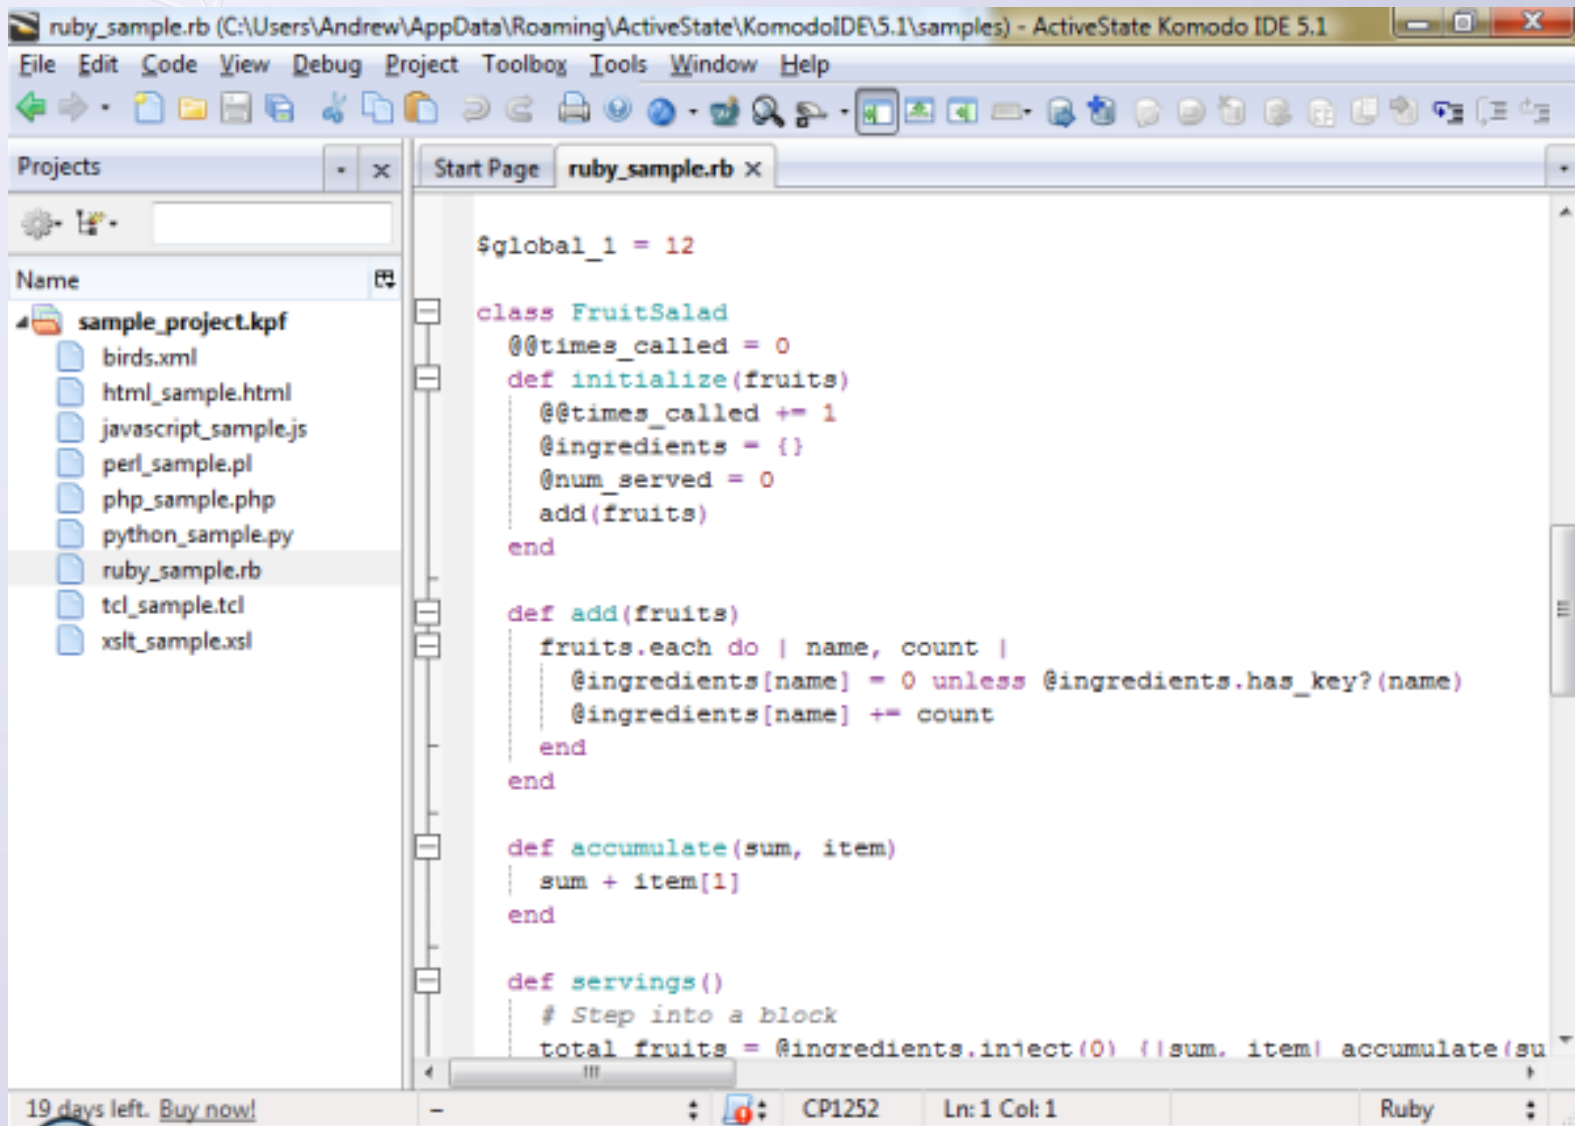 ruby_sample.rb (C:\Users\Andrew\AppData\Roaming\ActiveState\KomodoIDE\5.1\samples) - ActiveState Komodo IDE 5.1
File Edit Code View Debug Project Toolbox Tools Window Help
Projects
Name
sample_project.kpf
birds.xml
html_sample.html
javascript_sample.js
perl_sample.pl
php_sample.php
python_sample.py
ruby_sample.rb
tcl_sample.tcl
xslt_sample.xsl
Start Page ruby_sample.rb
$global_1 = 12
class FruitSalad
@@times_called = 0
def initialize(fruits)
@@times_called += 1
@ingredients = {}
@num_served = 0
add(fruits)
end
def add(fruits)
fruits.each do | name, count |
@ingredients[name] = 0 unless @ingredients.has_key?(name)
@ingredients[name] += count
end
end
def accumulate(sum, item)
sum + item[1]
end
def servings()
# Step into a block
total_fruits = @ingredients.inject(0) {|sum, item| accumulate(su
19 days left. Buy now! – CP1252 Ln: 1 Col: 1 Ruby